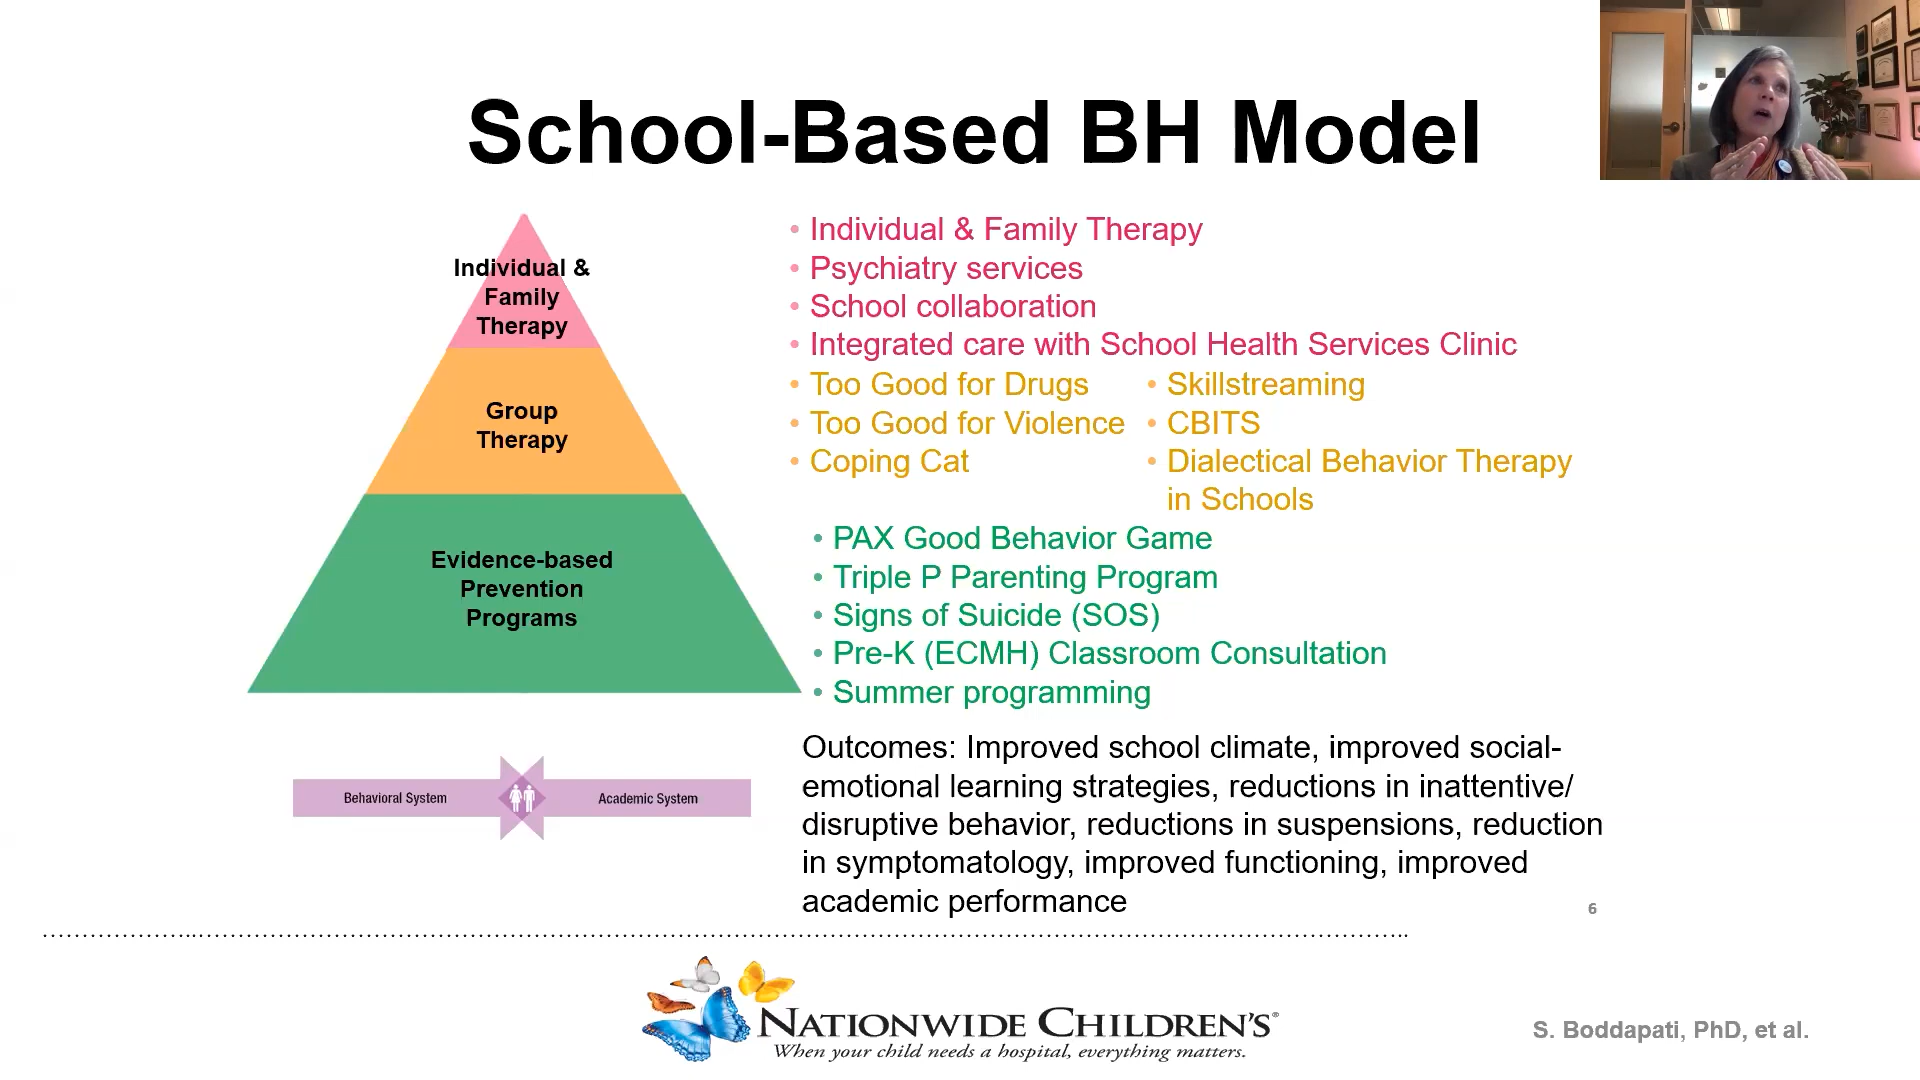 School-Based BH Model
Individual &
Family
Therapy
Group
Therapy
Evidence-based
Prevention
Programs
• Individual & Family Therapy
• Psychiatry services
• School collaboration
• Integrated care with School Health Services Clinic
• Too Good for Drugs
• Too Good for Violence
• Coping Cat
• Skillstreaming
• CBITS
• Dialectical Behavior Therapy
in Schools
• PAX Good Behavior Game
• Triple P Parenting Program
• Signs of Suicide (SOS)
• Pre-K (ECMH) Classroom Consultation
• Summer programming
Behavioral System
Academic System
Outcomes: Improved school climate, improved social-
emotional learning strategies, reductions in inattentive/
disruptive behavior, reductions in suspensions, reduction
in symptomatology, improved functioning, improved
academic performance
6
NATIONWIDE CHILDREN'S®
When your child needs a hospital, everything matters.
S. Boddapati, PhD, et al.